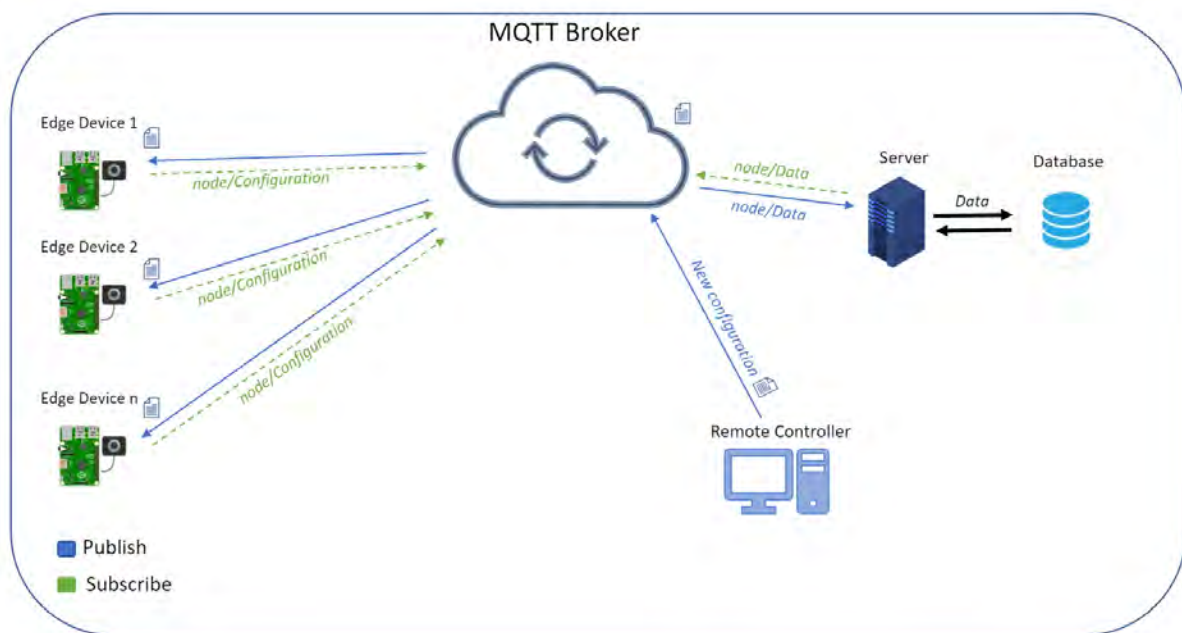 MQTT Broker
Edge Device 1
node/Configuration
Edge Device 2
node/Configuration
Edge Device n
node/Configuration
node/Data
node/Data
Server
Data
Database
New configuration
Remote Controller
Publish
Subscribe